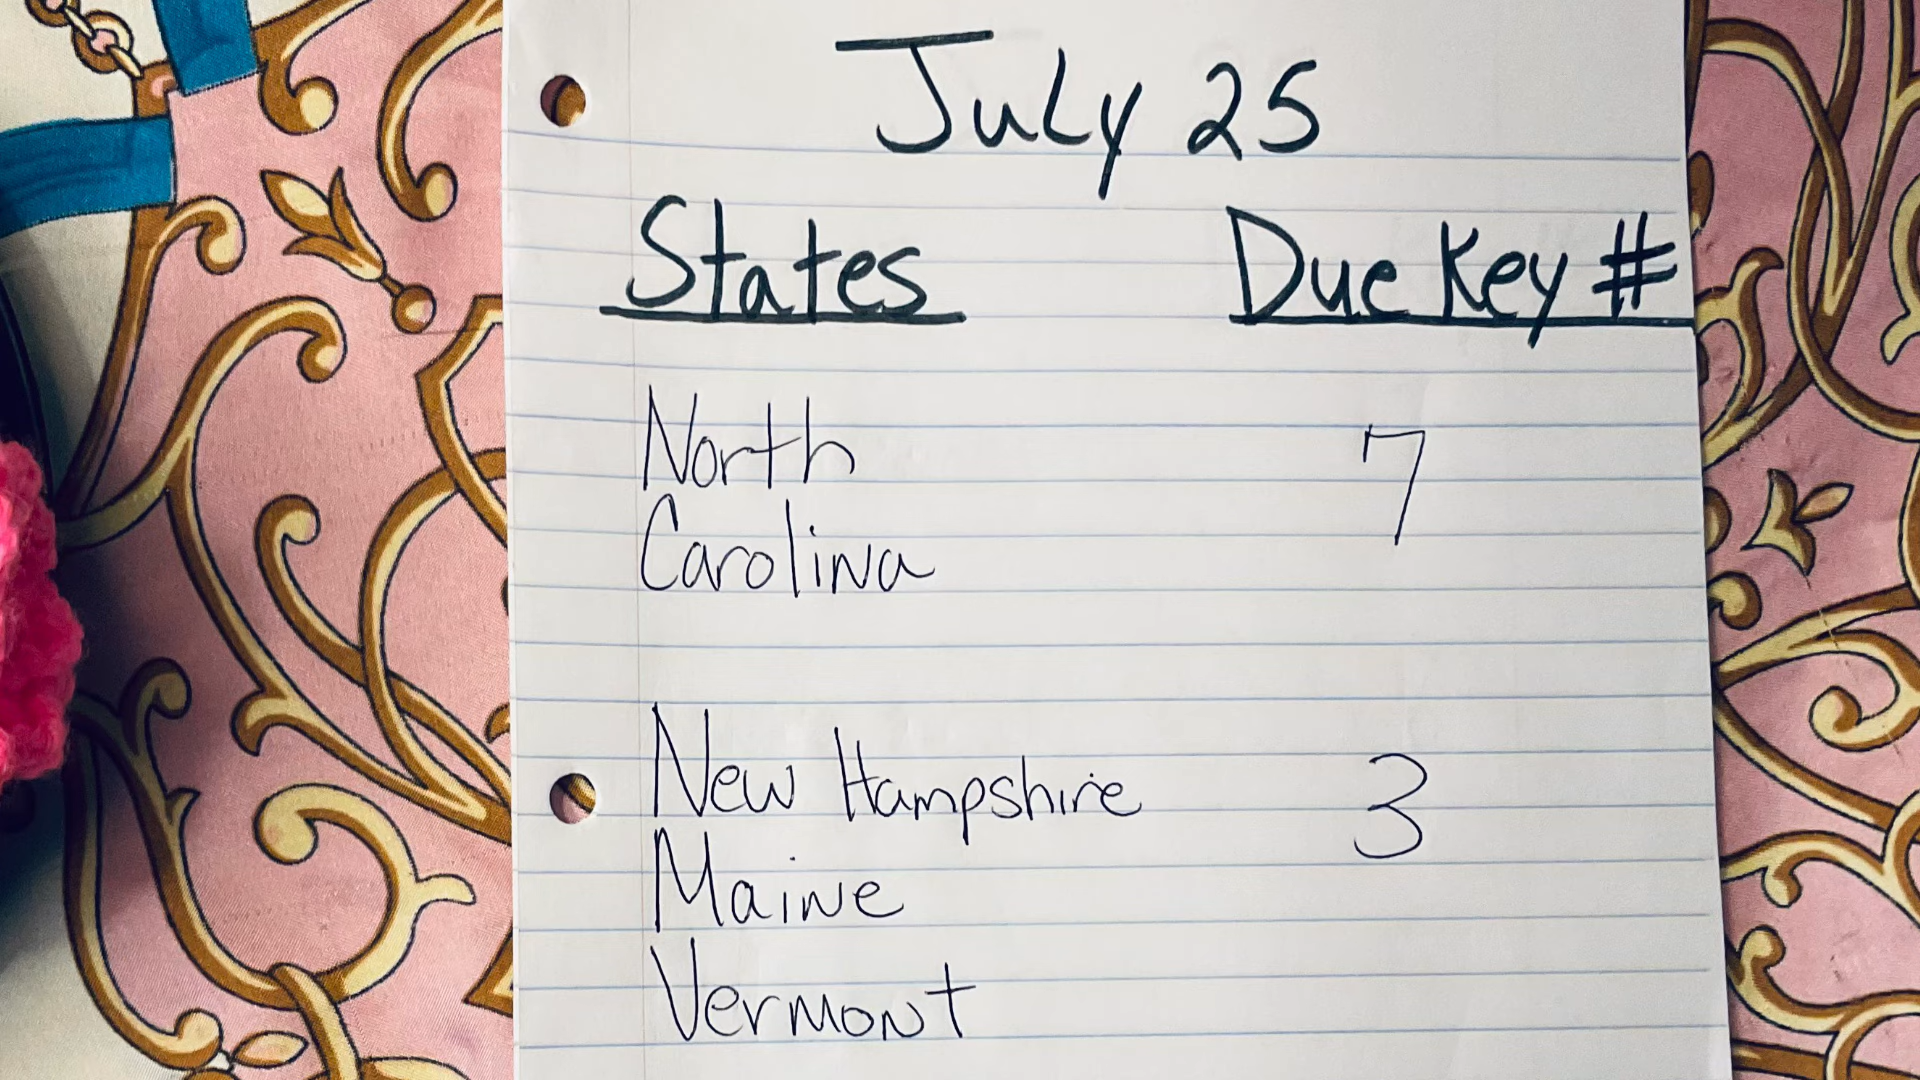 July 25
States Due Key #
North 7
Carolina
New Hampshire 3
Maine
Vermont